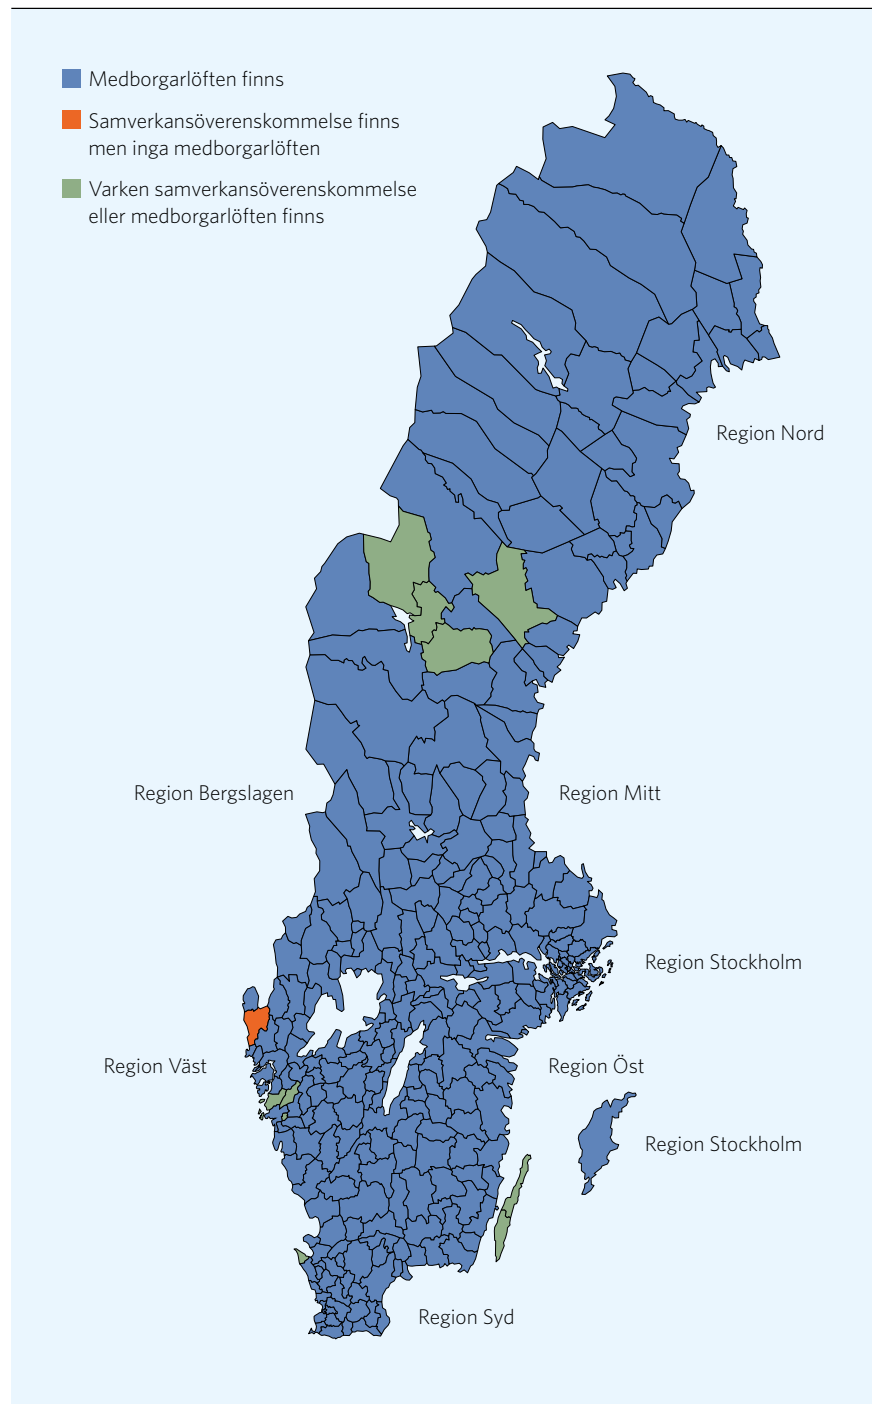 Medborgarlöften finns
Samverkansöverenskommelse finns
men inga medborgarlöften
Varken samverkansöverenskommelse
eller medborgarlöften finns
Region Nord
Region Bergslagen
Region Mitt
Region Stockholm
Region Väst
Region Öst
Region Stockholm
Region Syd